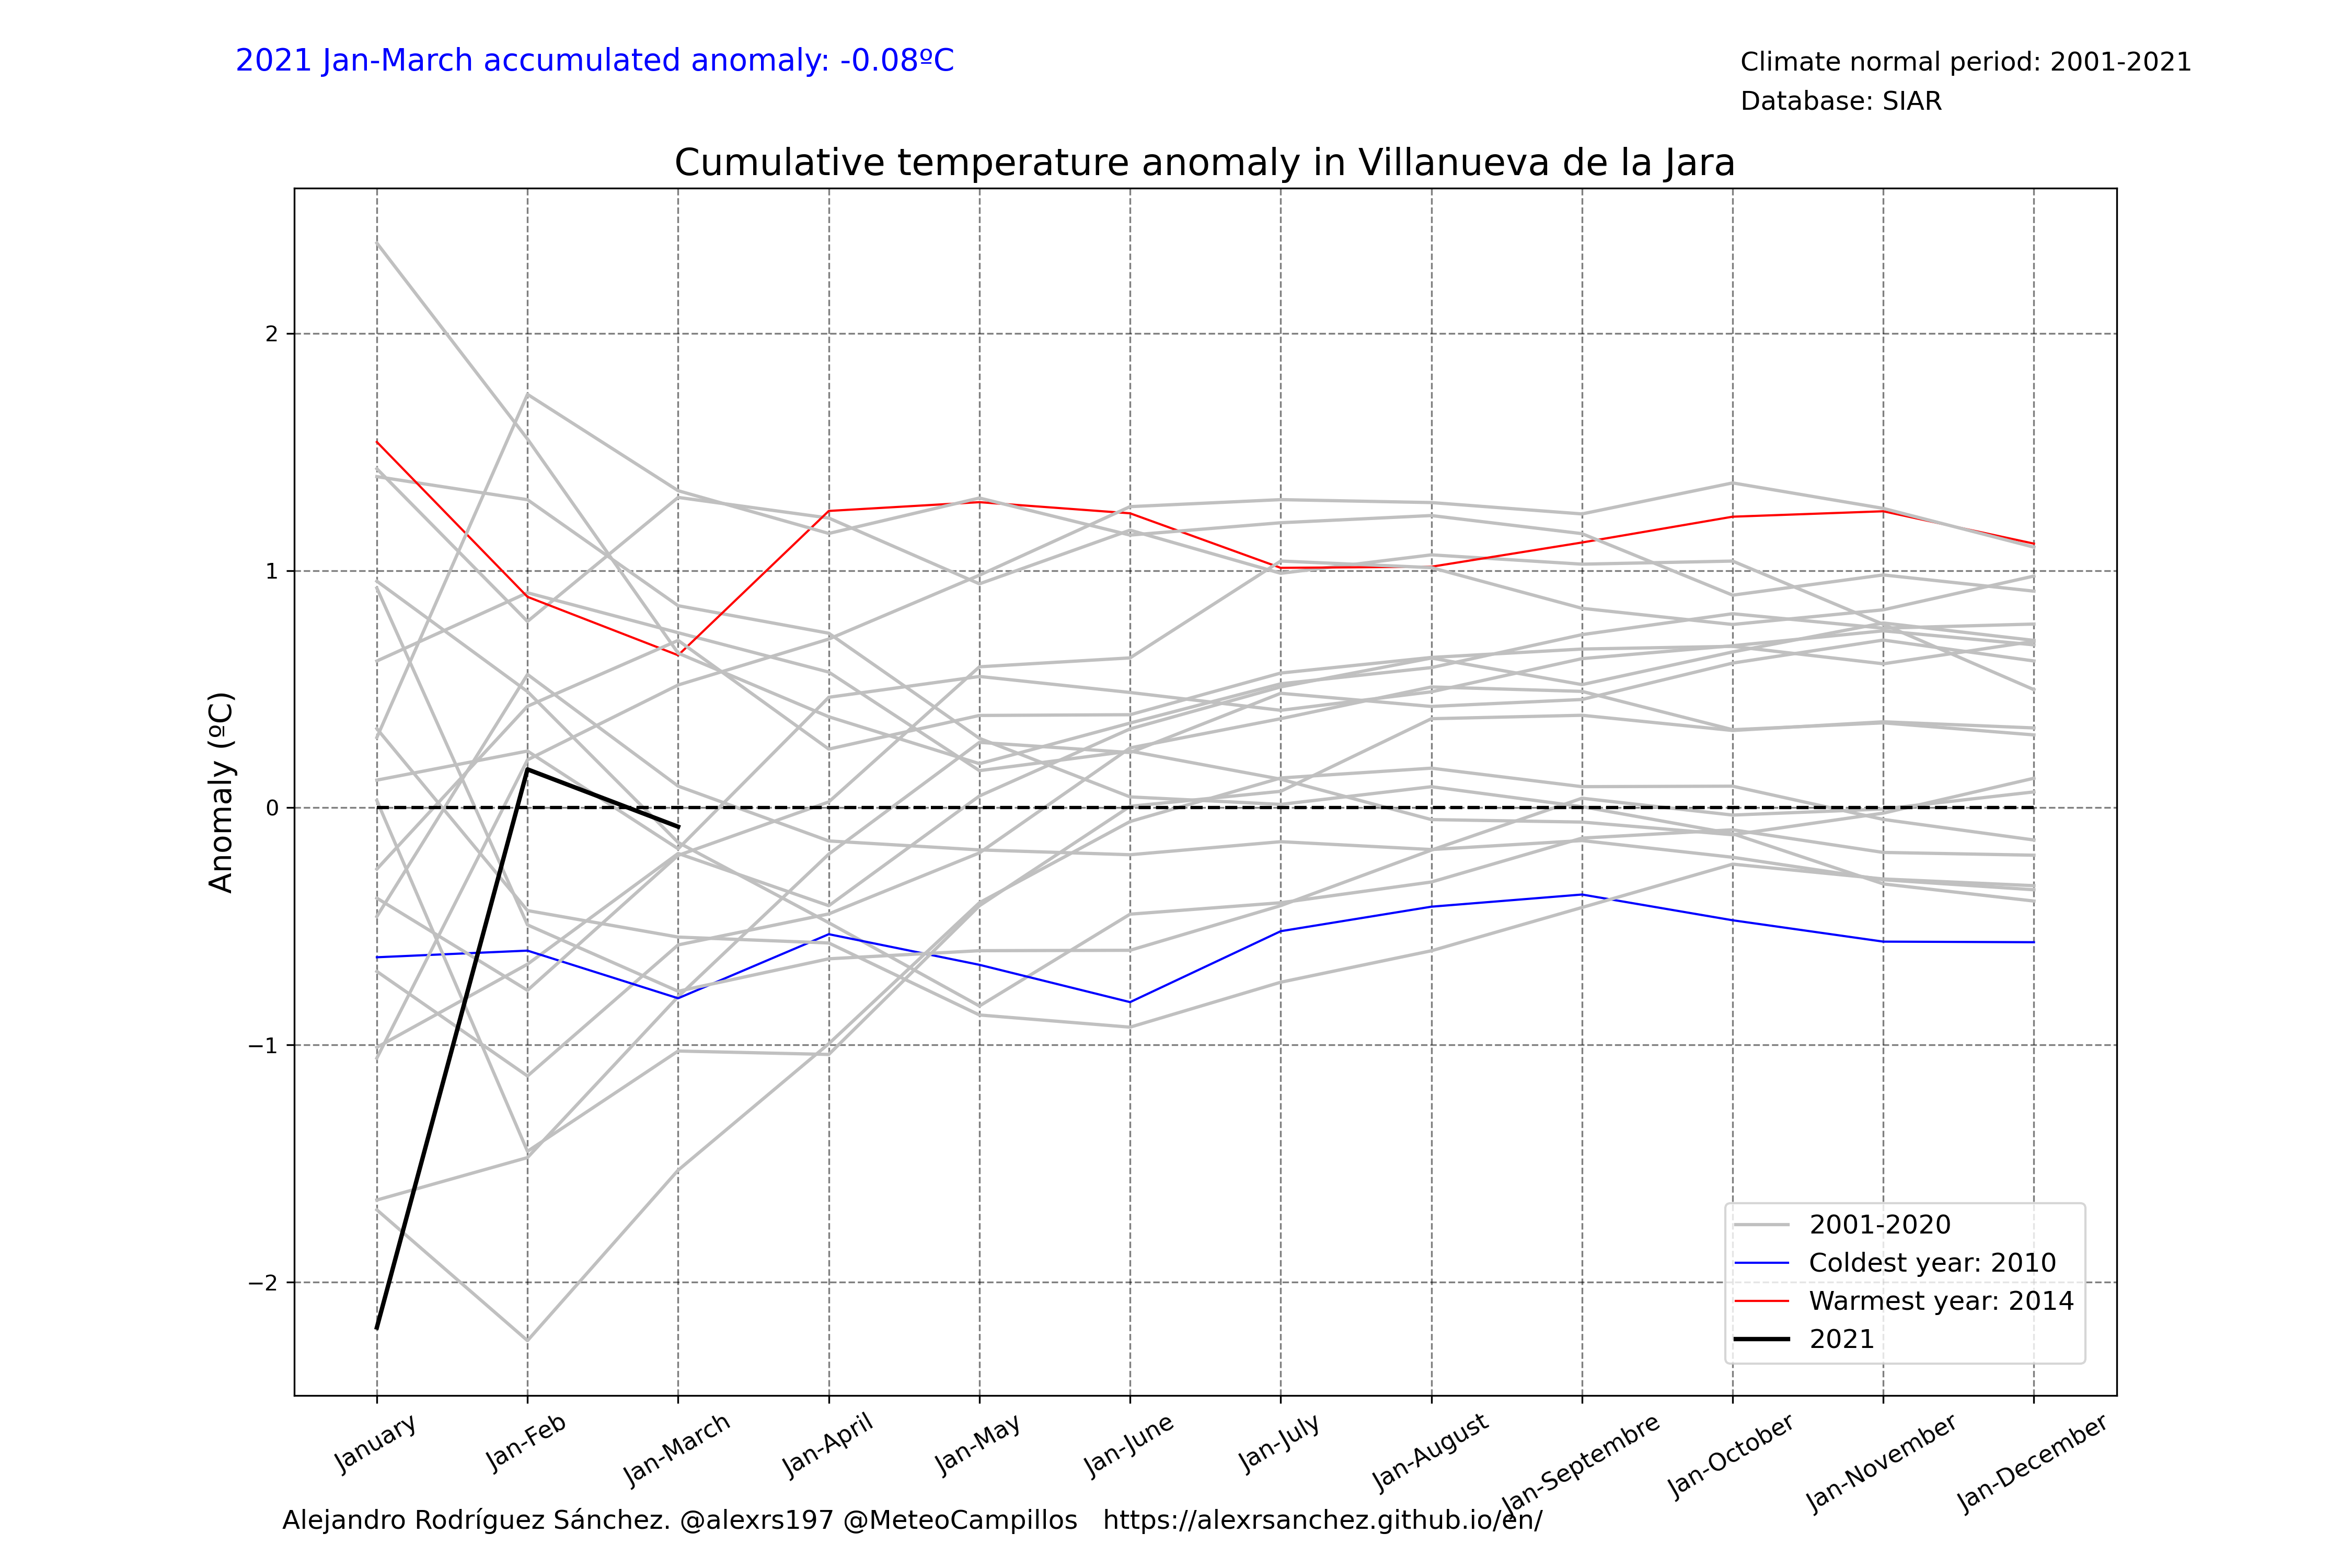 2021 Jan-March accumulated anomaly: -0.08ºC
Climate normal period: 2001-2021
Database: SIAR
Cumulative temperature anomaly in Villanueva de la Jara
Anomaly (ºC)
2
1
0
−1
−2
2001-2020
Coldest year: 2010
Warmest year: 2014
2021
January
Jan-Feb
Jan-March
Jan-April
Jan-May
Jan-June
Jan-July
Jan-August
Jan-Septembre
Jan-October
Jan-November
Jan-December
Alejandro Rodríguez Sánchez. @alexrs197 @MeteoCampillos   https://alexrsanchez.github.io/en/